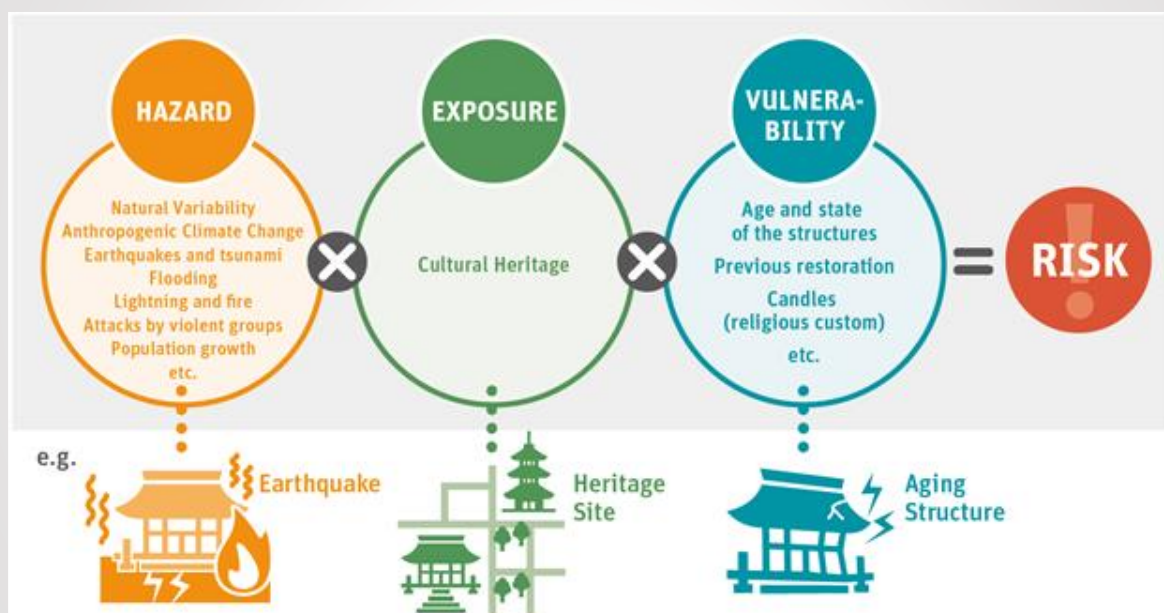 HAZARD
Natural Variability
Anthropogenic Climate Change
Earthquakes and tsunami
Flooding
Lightning and fire
Attacks by violent groups
Population growth
etc.
EXPOSURE
Cultural Heritage
VULNERA-
BILITY
Age and state
of the structures
Previous restoration
Candles
(religious custom)
etc.
=
RISK
e.g.
Earthquake
Heritage
Site
Aging
Structure